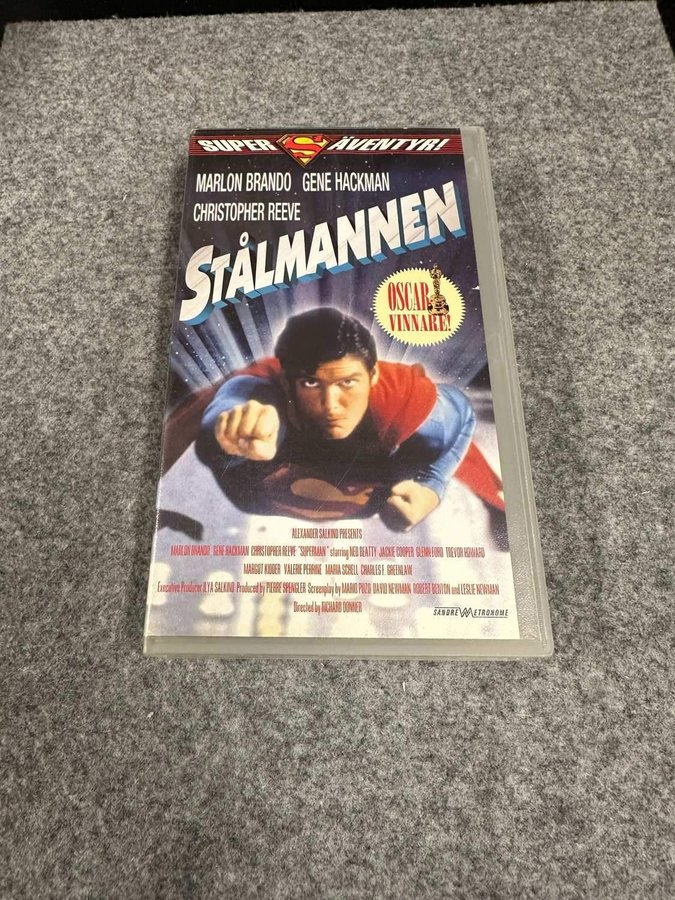 SUPER S ÄVENTYR!
MARLON BRANDO GENE HACKMAN
CHRISTOPHER REEVE
STÅLMANNEN
OSCAR
VINNARE!
ALEXANDER SALKIND PRESENTS
MARLON BRANDO GENE HACKMAN CHRISTOPHER REEVE "SUPERMAN" starring NED BEATTY JACKIE COOPER GLENN FORD TREVOR HOWARD
MARGOT KIDDER VALERIE PERRINE MARIA SCHELL CHARLES F. GREENLAW
Executive Producer ILYA SALKIND Produced by PIERRE SPENGLER Screenplay by MARIO PUZO DAVID NEWMAN ROBERT BENTON and LESLIE NEWMAN
Directed by RICHARD DONNER
SANDREW METRONOME